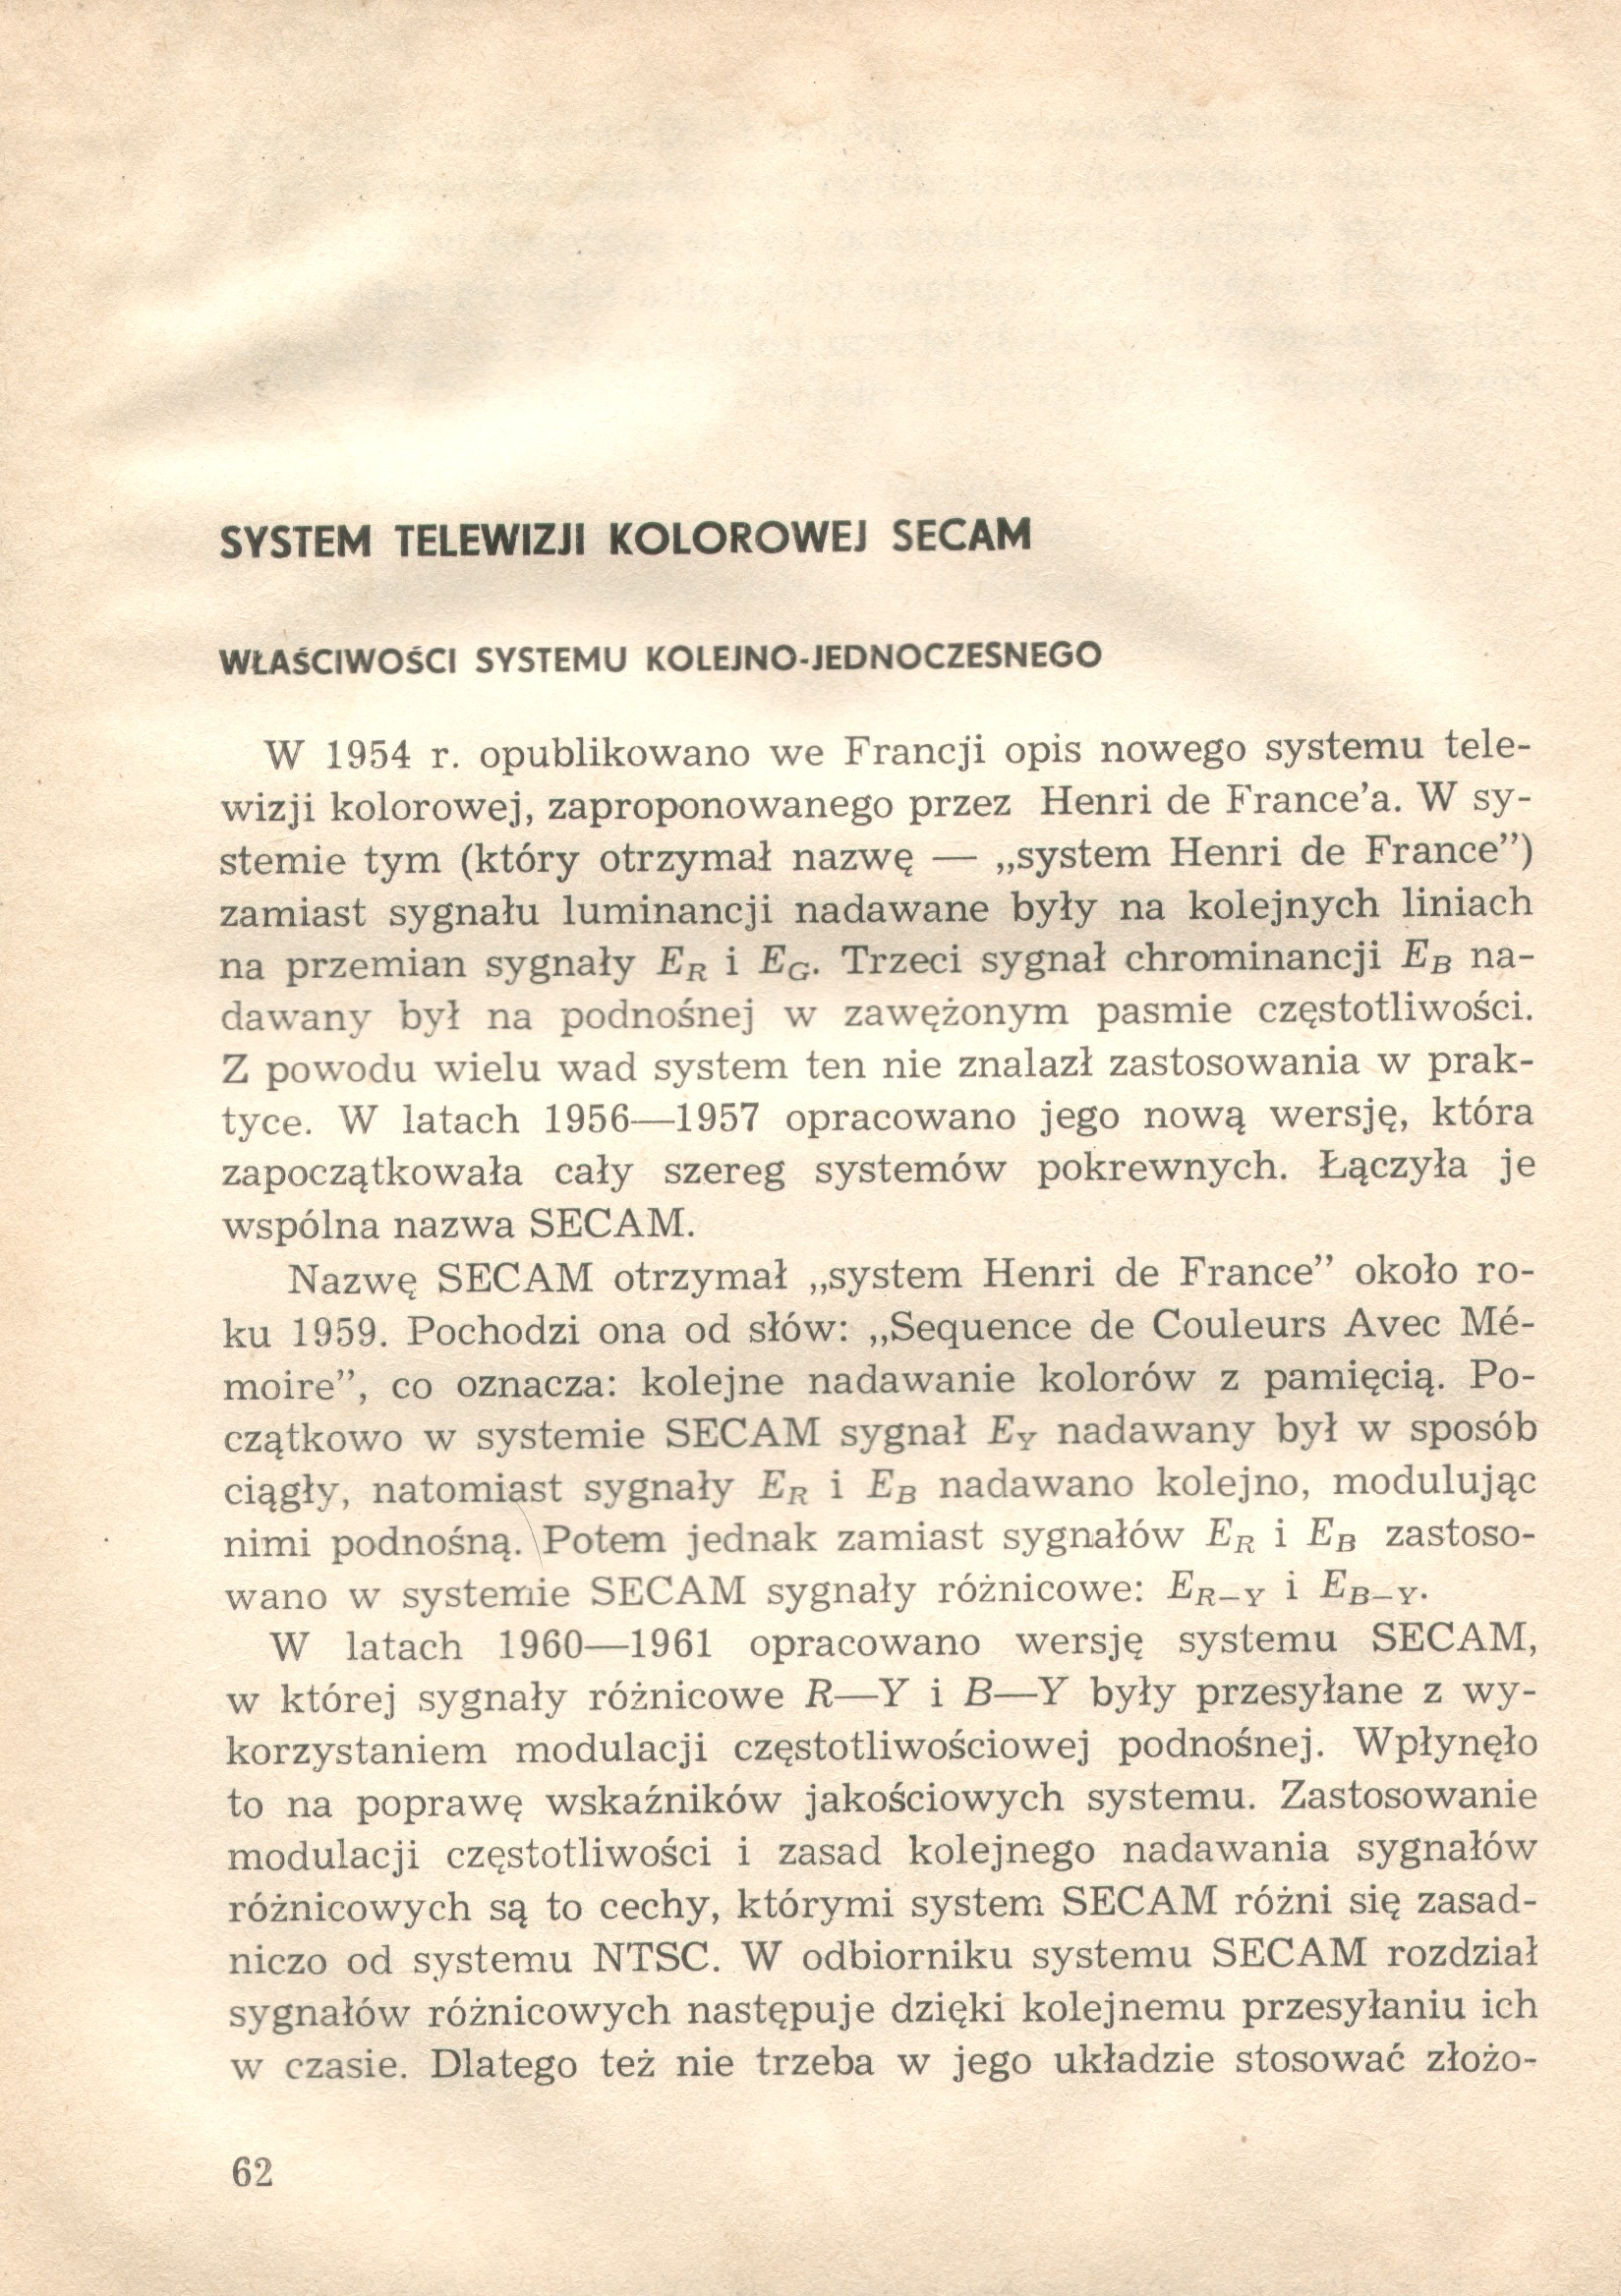 SYSTEM TELEWIZJI KOLOROWEJ SECAM
WŁAŚCIWOŚCI SYSTEMU KOLEJNO-JEDNOCZESNEGO
W 1954 r. opublikowano we Francji opis nowego systemu tele-
wizji kolorowej, zaproponowanego przez Henri de France'a. W sy-
stemie tym (który otrzymał nazwę — „system Henri de France”)
zamiast sygnału luminancji nadawane były na kolejnych liniach
na przemian sygnały E_R i E_G. Trzeci sygnał chrominancji E_B na-
dawany był na podnośnej w zawężonym pasmie częstotliwości.
Z powodu wielu wad system ten nie znalazł zastosowania w prak-
tyce. W latach 1956—1957 opracowano jego nową wersję, która
zapoczątkowała cały szereg systemów pokrewnych. Łączyła je
wspólna nazwa SECAM.
Nazwę SECAM otrzymał „system Henri de France” około ro-
ku 1959. Pochodzi ona od słów: „Sequence de Couleurs Avec Mé-
moire”, co oznacza: kolejne nadawanie kolorów z pamięcią. Po-
czątkowo w systemie SECAM sygnał E_Y nadawany był w sposób
ciągły, natomiast sygnały E_R i E_B nadawano kolejno, modulując
nimi podnośną. Potem jednak zamiast sygnałów E_R i E_B zastoso-
wano w systemie SECAM sygnały różnicowe: E_R–Y i E_B–Y.
W latach 1960—1961 opracowano wersję systemu SECAM,
w której sygnały różnicowe R—Y i B—Y były przesyłane z wy-
korzystaniem modulacji częstotliwościowej podnośnej. Wpłynęło
to na poprawę wskaźników jakościowych systemu. Zastosowanie
modulacji częstotliwości i zasad kolejnego nadawania sygnałów
różnicowych są to cechy, którymi system SECAM różni się zasad-
niczo od systemu NTSC. W odbiorniku systemu SECAM rozdział
sygnałów różnicowych następuje dzięki kolejnemu przesyłaniu ich
w czasie. Dlatego też nie trzeba w jego układzie stosować złożo-
62